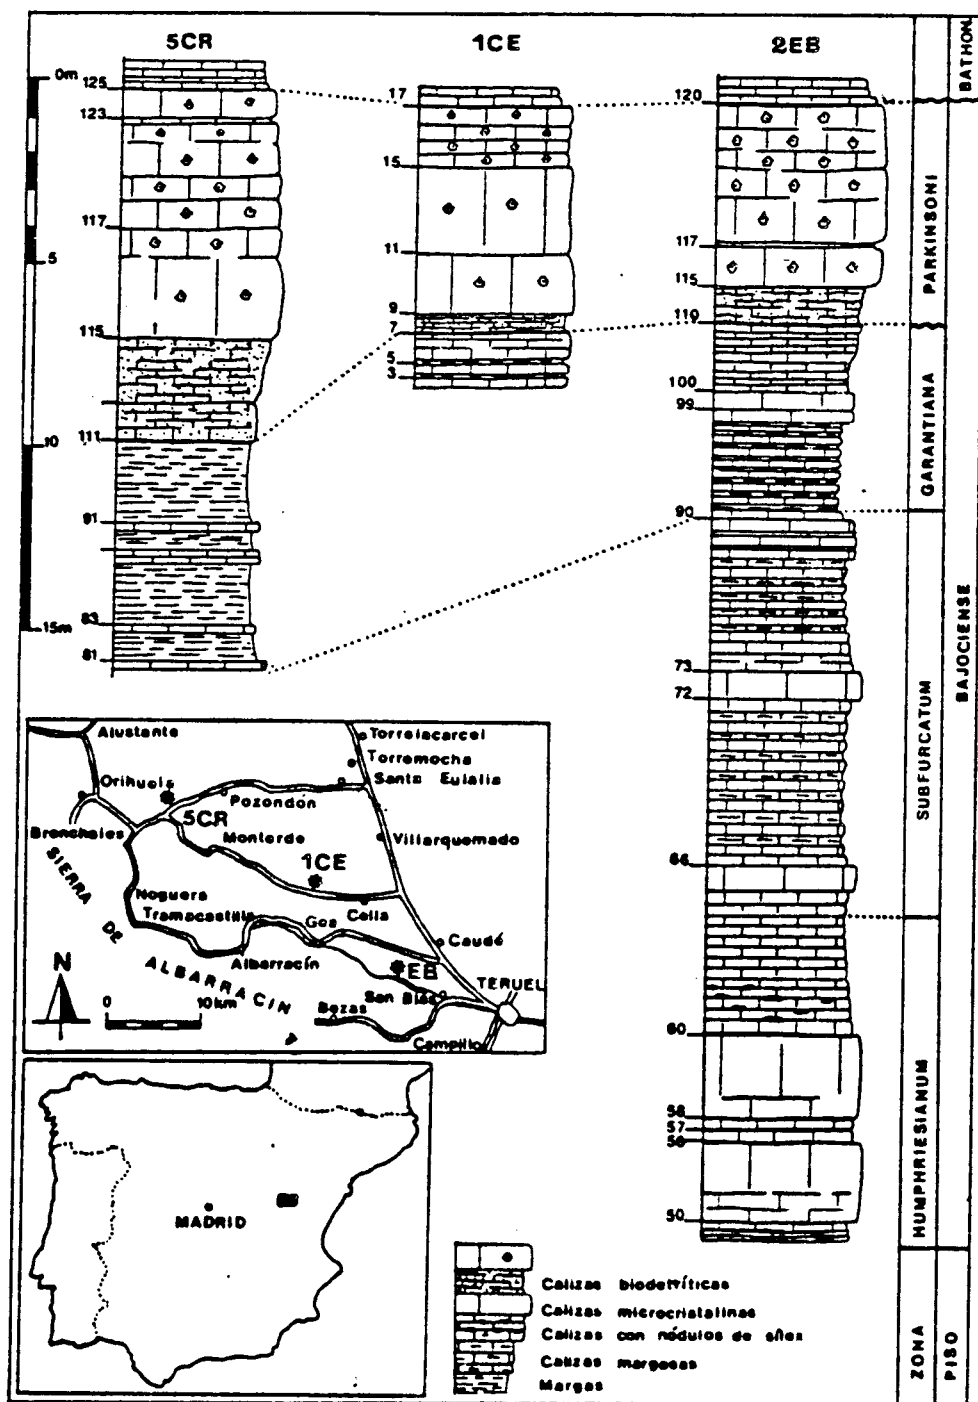 5CR
1CE
2EB
0m
5
10
15m
125
123
117
115
111
91
83
81
17
15
11
9
7
5
3
120
117
115
110
100
99
90
73
72
66
60
58
57
56
50
BATHON.
PARKINSONI
GARANTIANA
SUBFURCATUM
HUMPHRIESIANUM
BAJOCIENSE
ZONA
PISO
Alustante
Torrelacarcel
Torremocha
Santa Eulalia
Orihuela
Pozondón
5CR
Bronchales
Monterde
Villarquemado
1CE
SIERRA DE ALBARRACIN
Noguera
Tramacastilla
Gea
Cella
Caudé
Albarracín
EB
TERUEL
San Blás
Bezas
Campillo
N
0 10km
MADRID
Calizas biodetríticas
Calizas microcristalinas
Calizas con nódulos de sílex
Calizas margosas
Margas